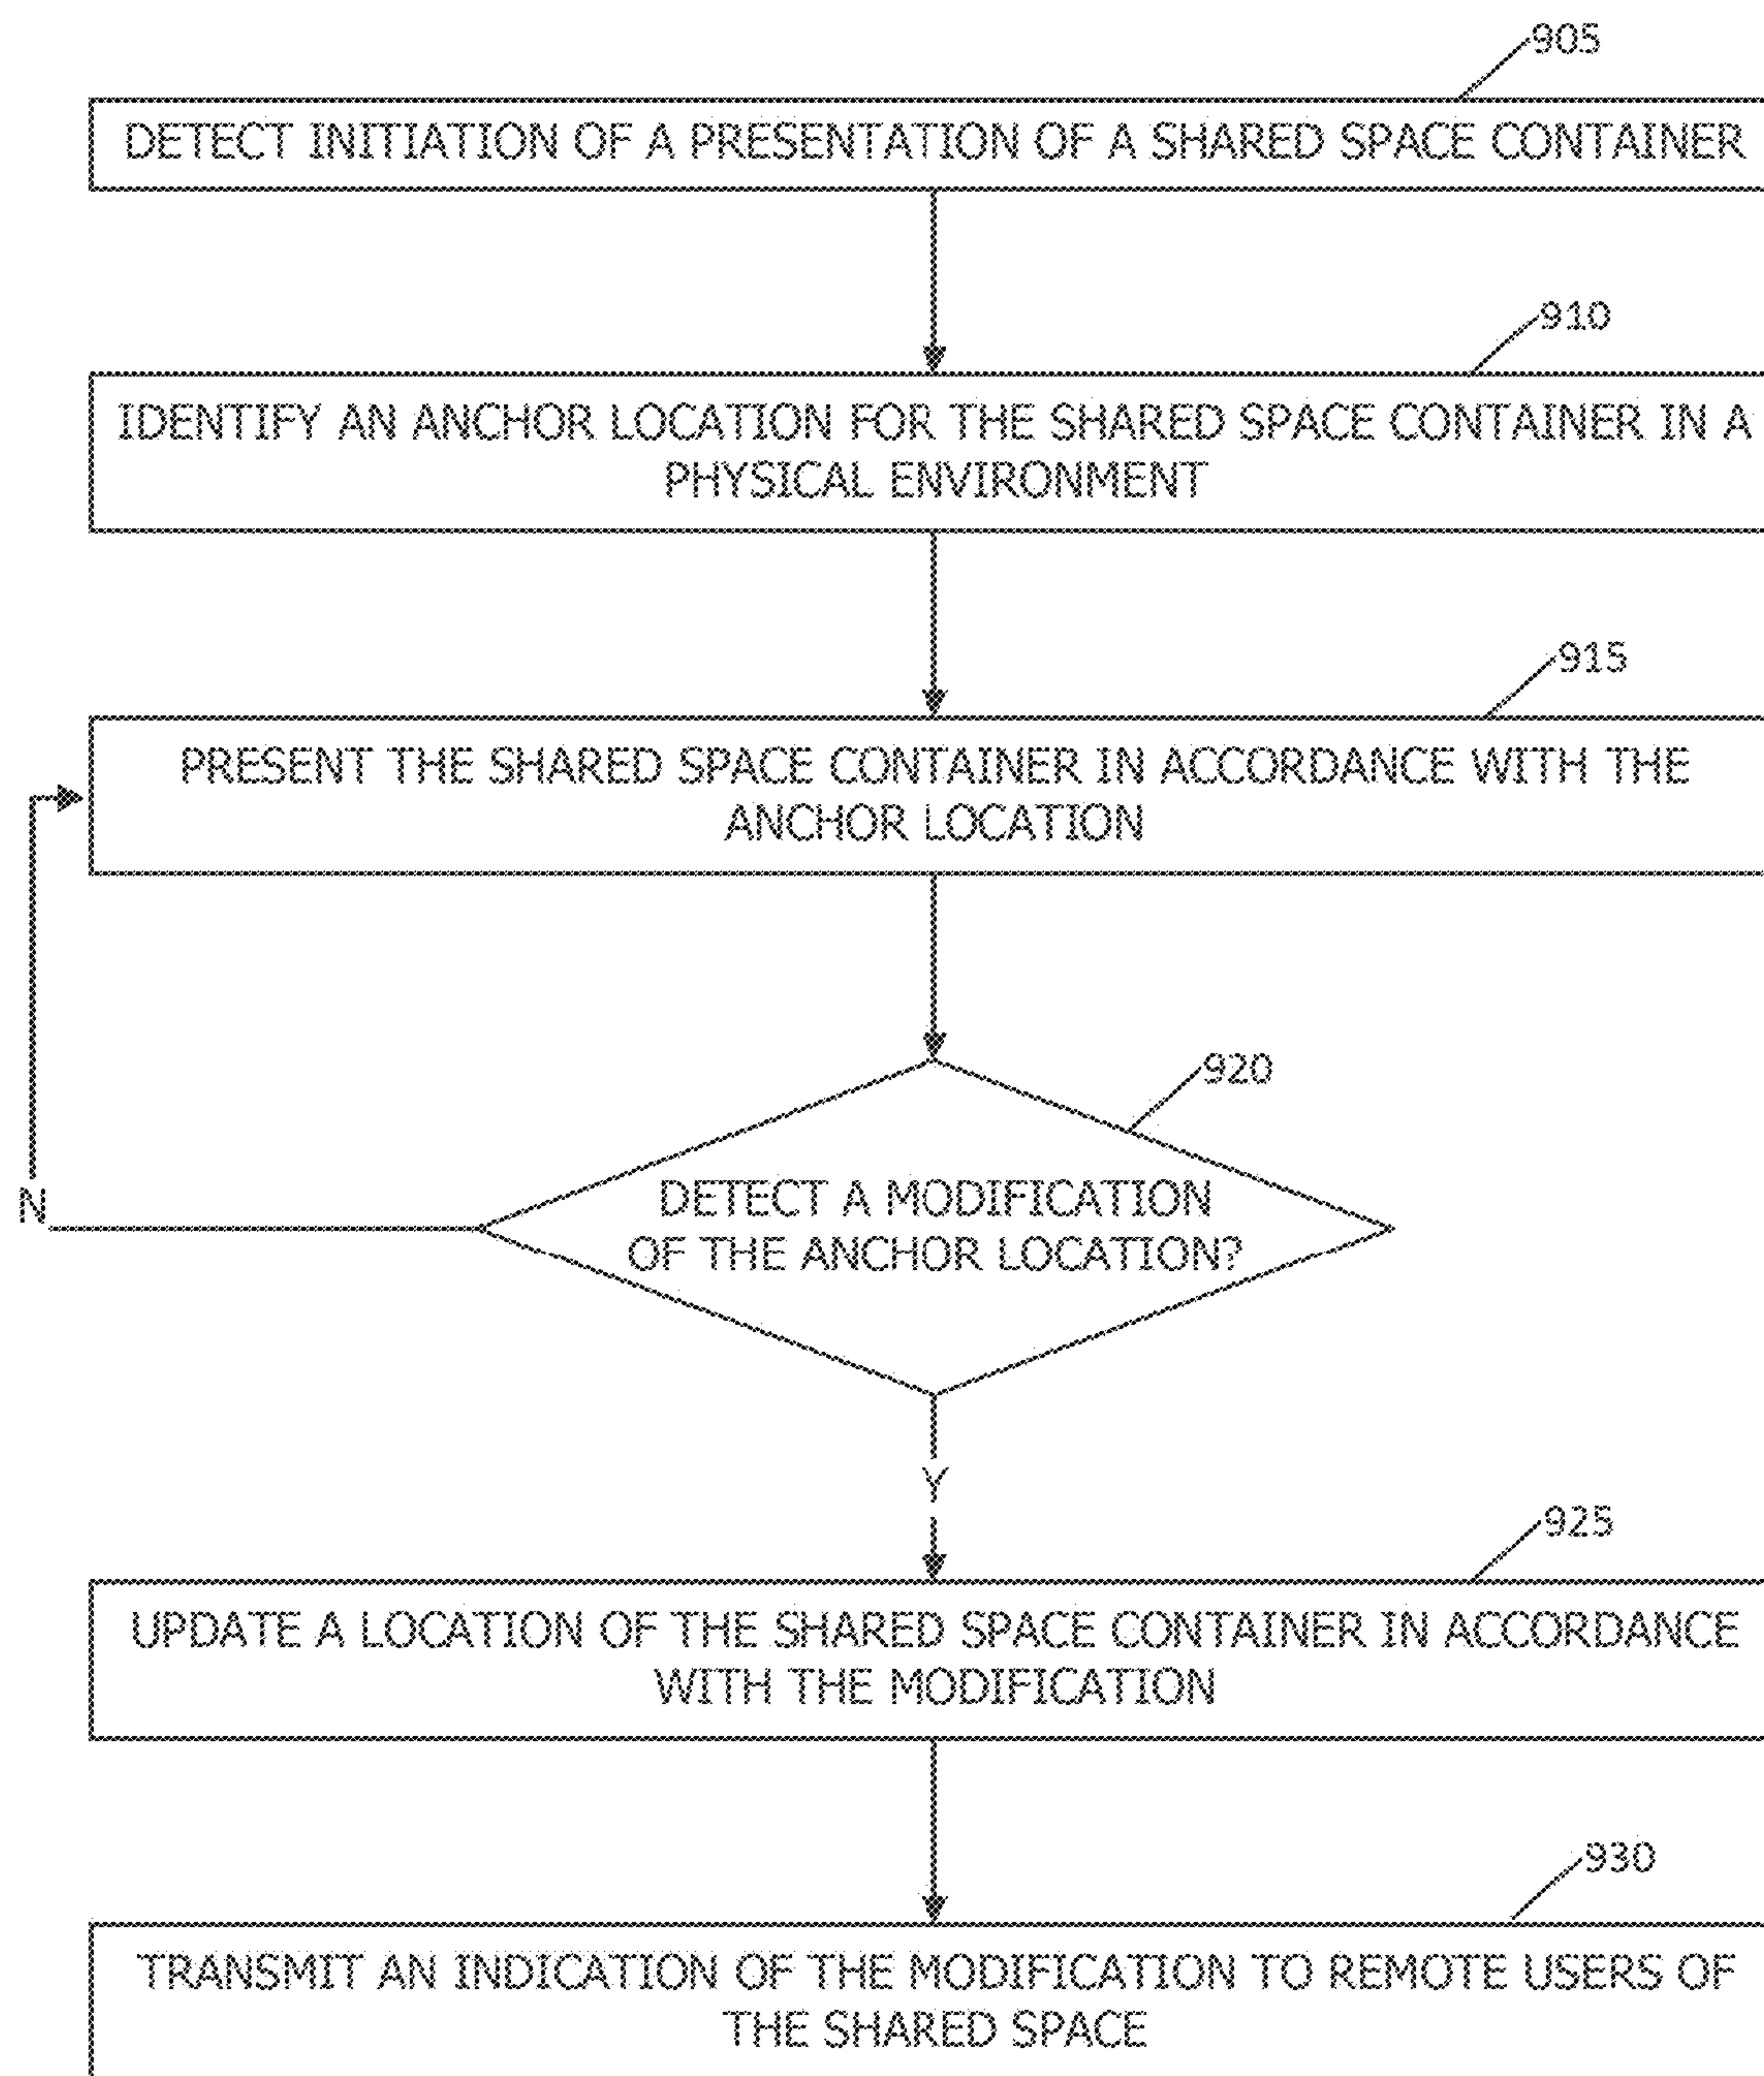 905
DETECT INITIATION OF A PRESENTATION OF A SHARED SPACE CONTAINER
910
IDENTIFY AN ANCHOR LOCATION FOR THE SHARED SPACE CONTAINER IN A
PHYSICAL ENVIRONMENT
915
PRESENT THE SHARED SPACE CONTAINER IN ACCORDANCE WITH THE
ANCHOR LOCATION
920
DETECT A MODIFICATION
OF THE ANCHOR LOCATION?
N
Y
925
UPDATE A LOCATION OF THE SHARED SPACE CONTAINER IN ACCORDANCE
WITH THE MODIFICATION
930
TRANSMIT AN INDICATION OF THE MODIFICATION TO REMOTE USERS OF
THE SHARED SPACE